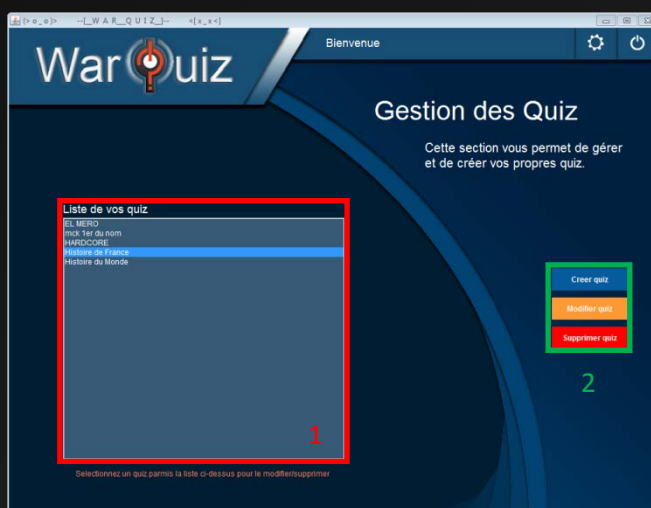 {>o_o}> --[_W A R__Q U I Z_]-- <[x_x<]
War Quiz
Bienvenue
Gestion des Quiz
Cette section vous permet de gérer
et de créer vos propres quiz.
Liste de vos quiz
EL MERO
mck 1er du nom
HARDCORE
Histoire de France
Histoire du Monde
1
Creer quiz
Modifier quiz
Supprimer quiz
2
Selectionnez un quiz parmis la liste ci-dessus pour le modifier/supprimer